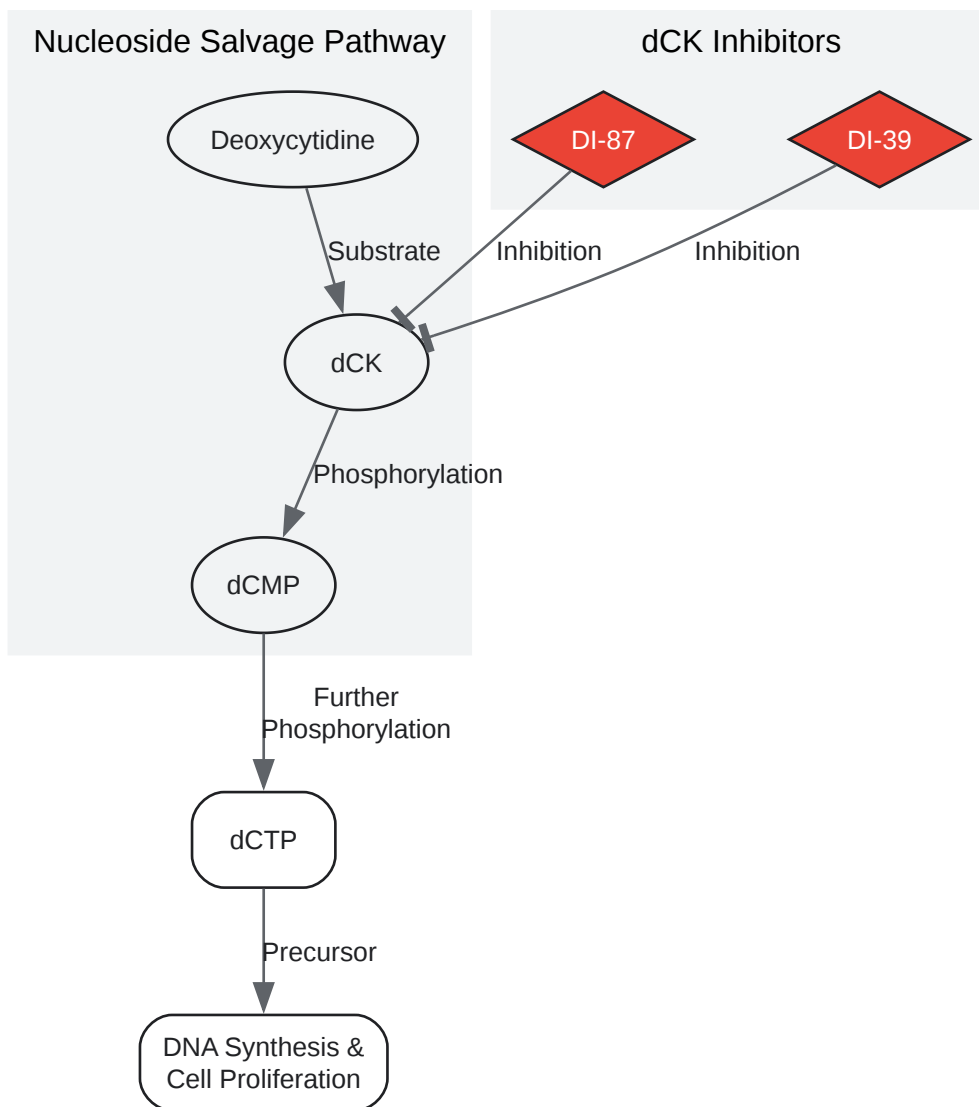 Nucleoside Salvage Pathway
dCK Inhibitors
Deoxycytidine
DI-87
DI-39
Substrate
Inhibition
Inhibition
dCK
Phosphorylation
dCMP
Further
Phosphorylation
dCTP
Precursor
DNA Synthesis &
Cell Proliferation